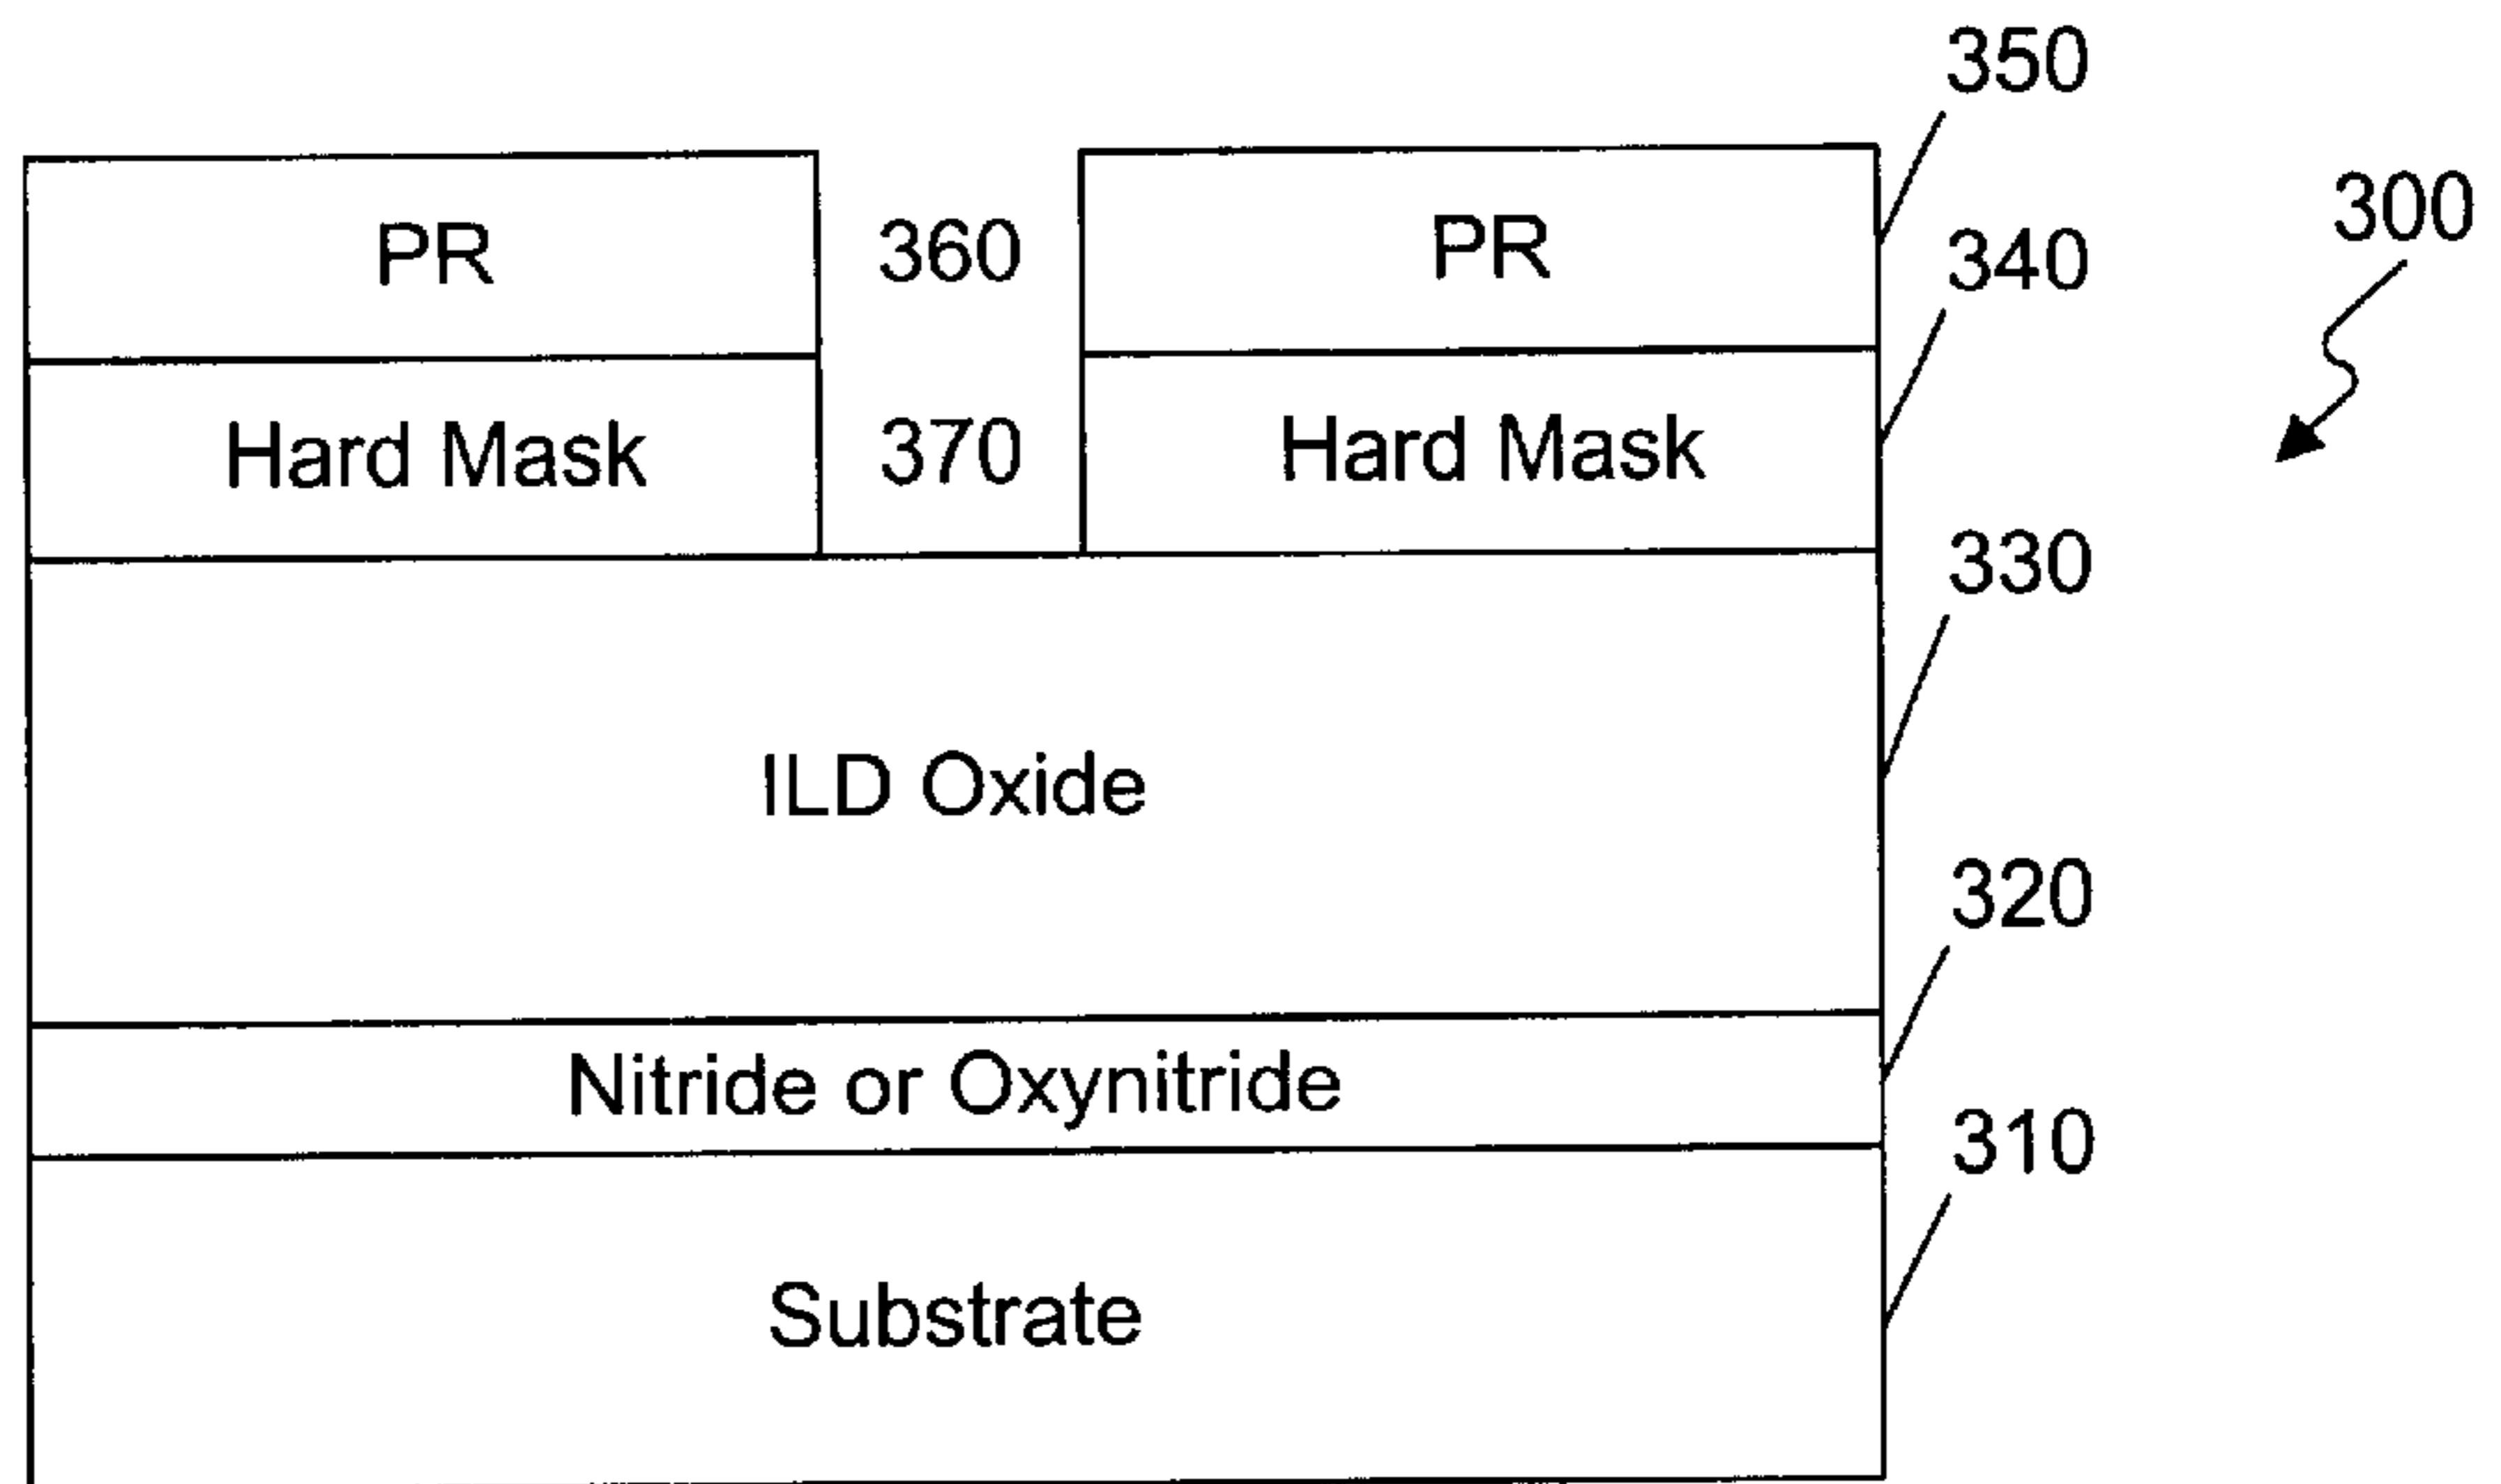 350
300
PR 360 PR
340
Hard Mask 370 Hard Mask
330
ILD Oxide
320
Nitride or Oxynitride
310
Substrate